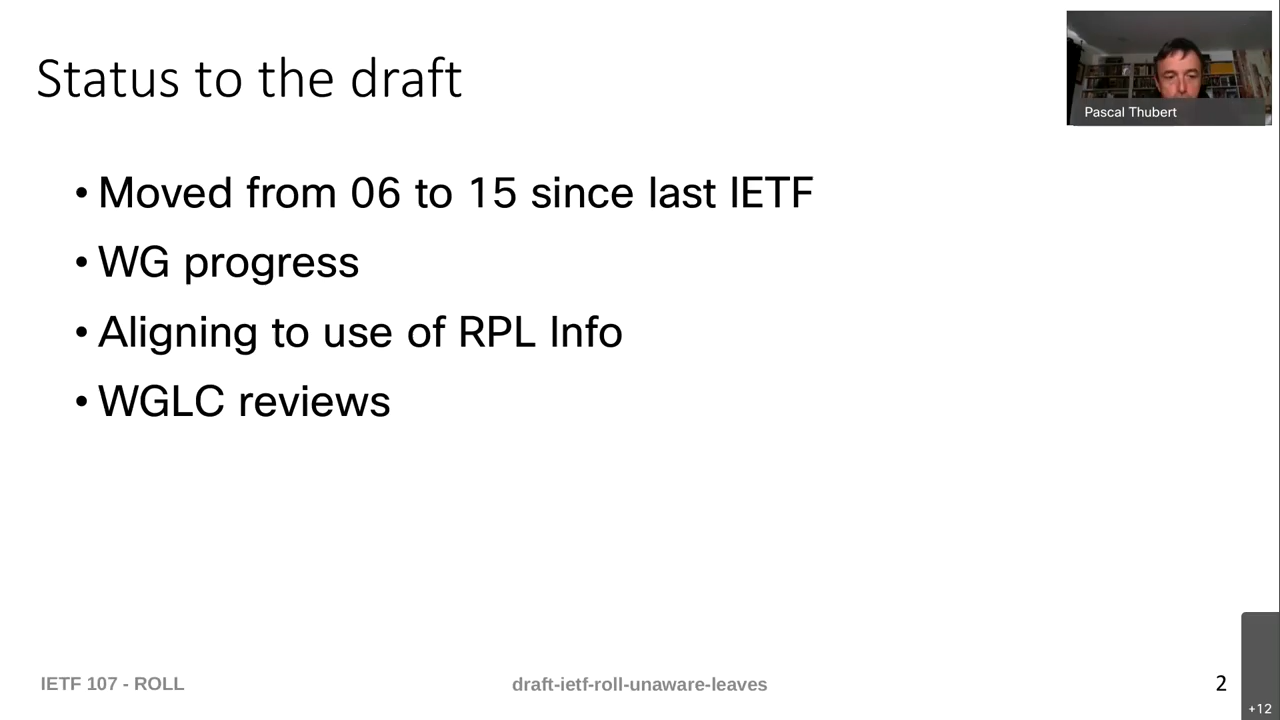 Status to the draft
Pascal Thubert
• Moved from 06 to 15 since last IETF
• WG progress
• Aligning to use of RPL Info
• WGLC reviews
IETF 107 - ROLL
draft-ietf-roll-unaware-leaves
2
+12